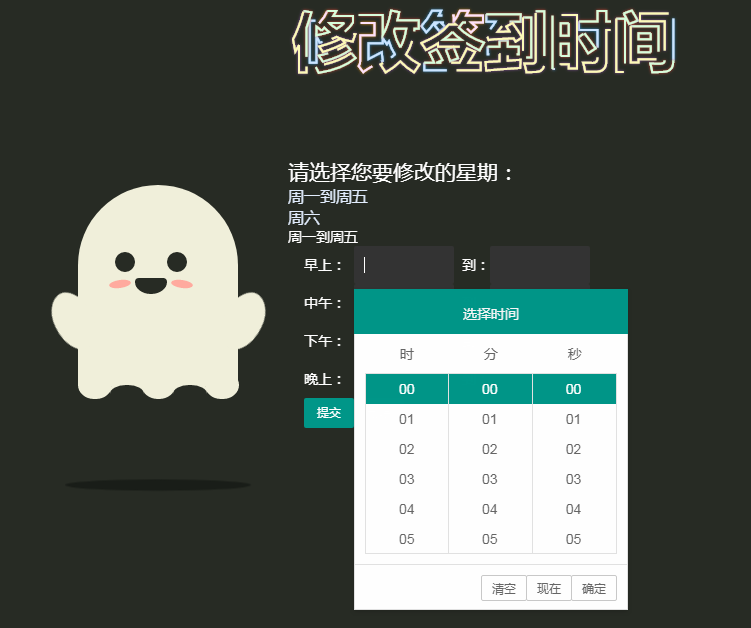 修改签到时间
请选择您要修改的星期：
周一到周五
周六
周一到周五
早上： 到：
中午：
下午：
晚上：
提交
选择时间
时 分 秒
00 00 00
01 01 01
02 02 02
03 03 03
04 04 04
05 05 05
清空 现在 确定